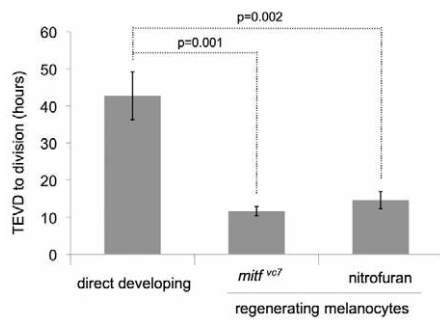 p=0.002
p=0.001
TEVD to division (hours)
60
50
40
30
20
10
0
direct developing
mitf vc7
nitrofuran
regenerating melanocytes